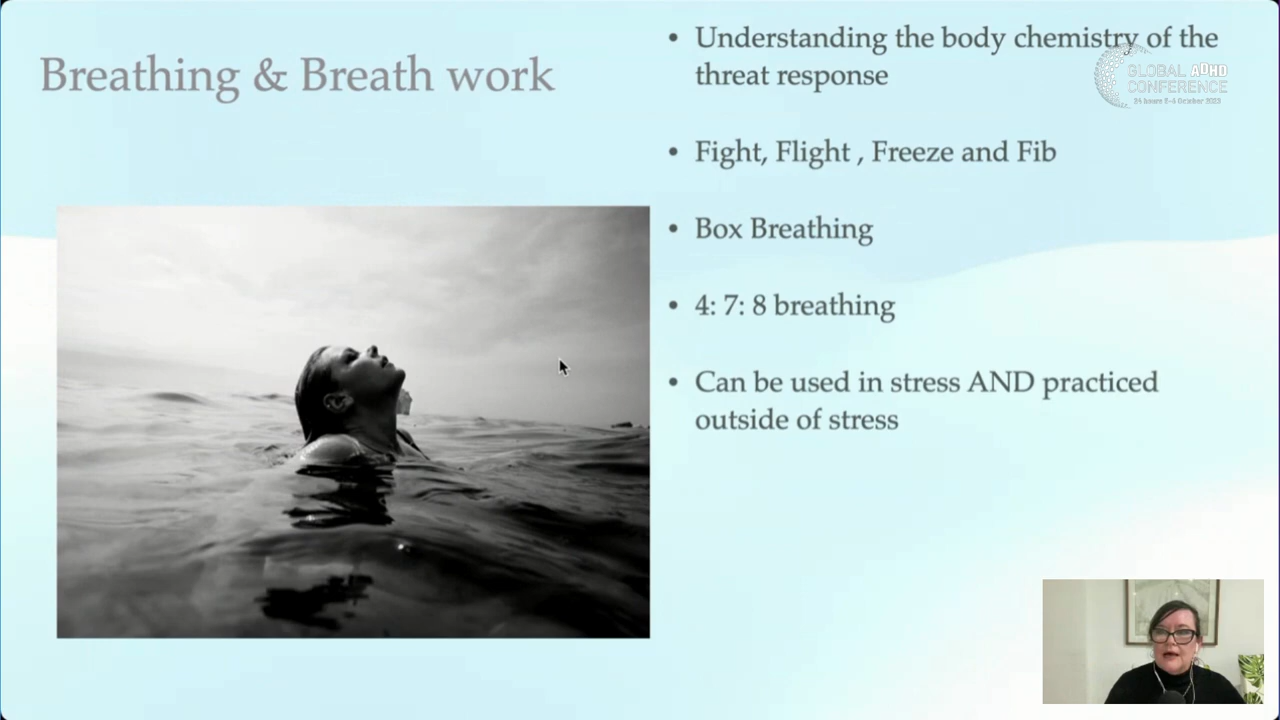 Breathing & Breath work
• Understanding the body chemistry of the
threat response
• Fight, Flight , Freeze and Fib
• Box Breathing
• 4: 7: 8 breathing
• Can be used in stress AND practiced
outside of stress
GLOBAL ADHD
CONFERENCE